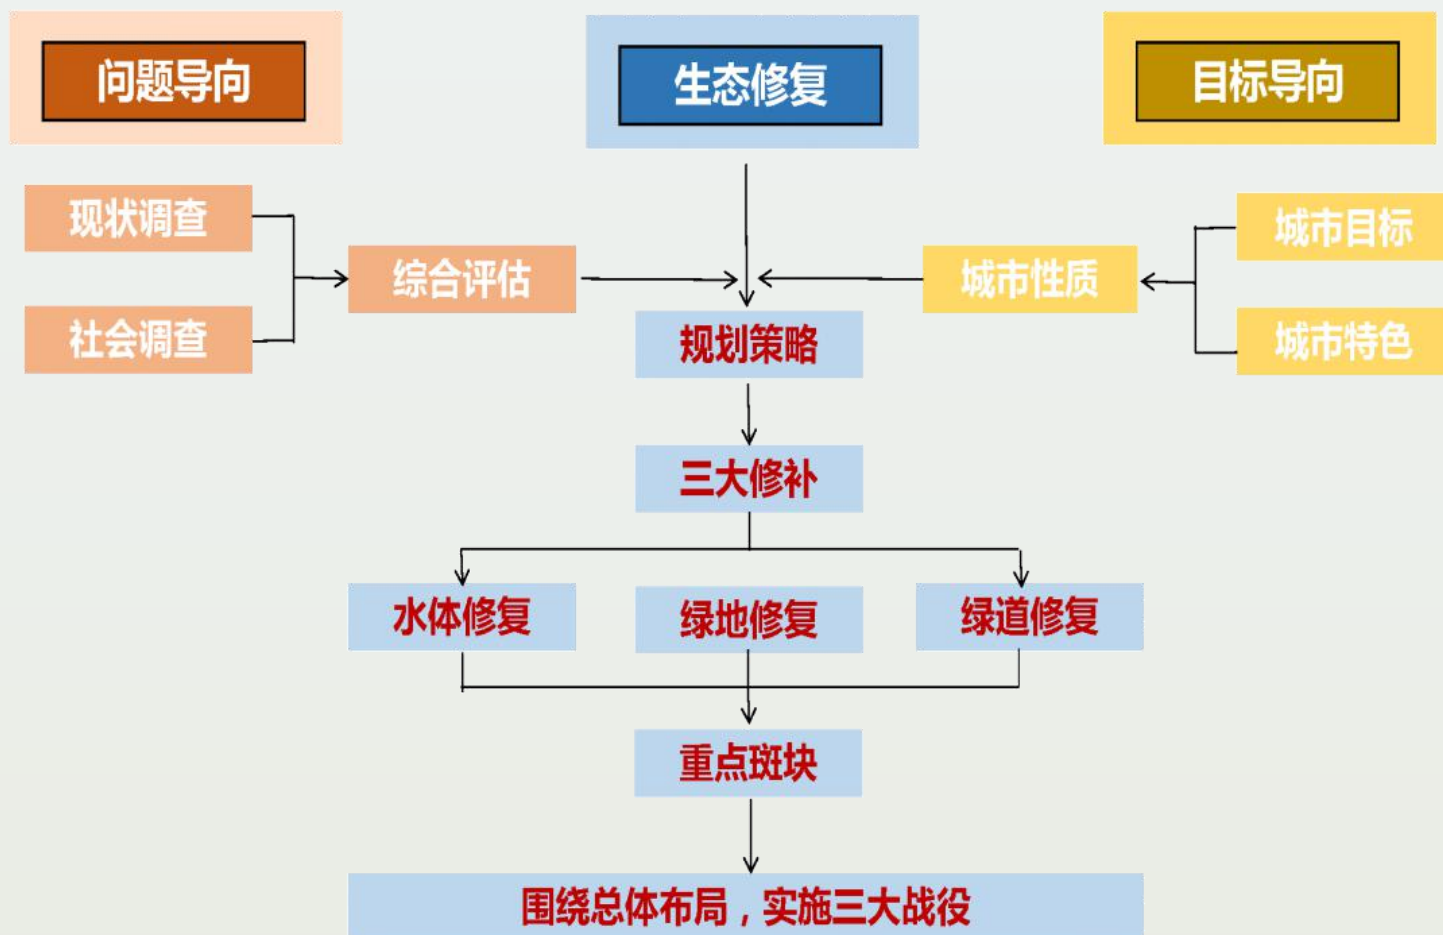 问题导向
生态修复
目标导向
现状调查
城市目标
综合评估
城市性质
社会调查
规划策略
城市特色
三大修补
水体修复
绿地修复
绿道修复
重点斑块
围绕总体布局，实施三大战役